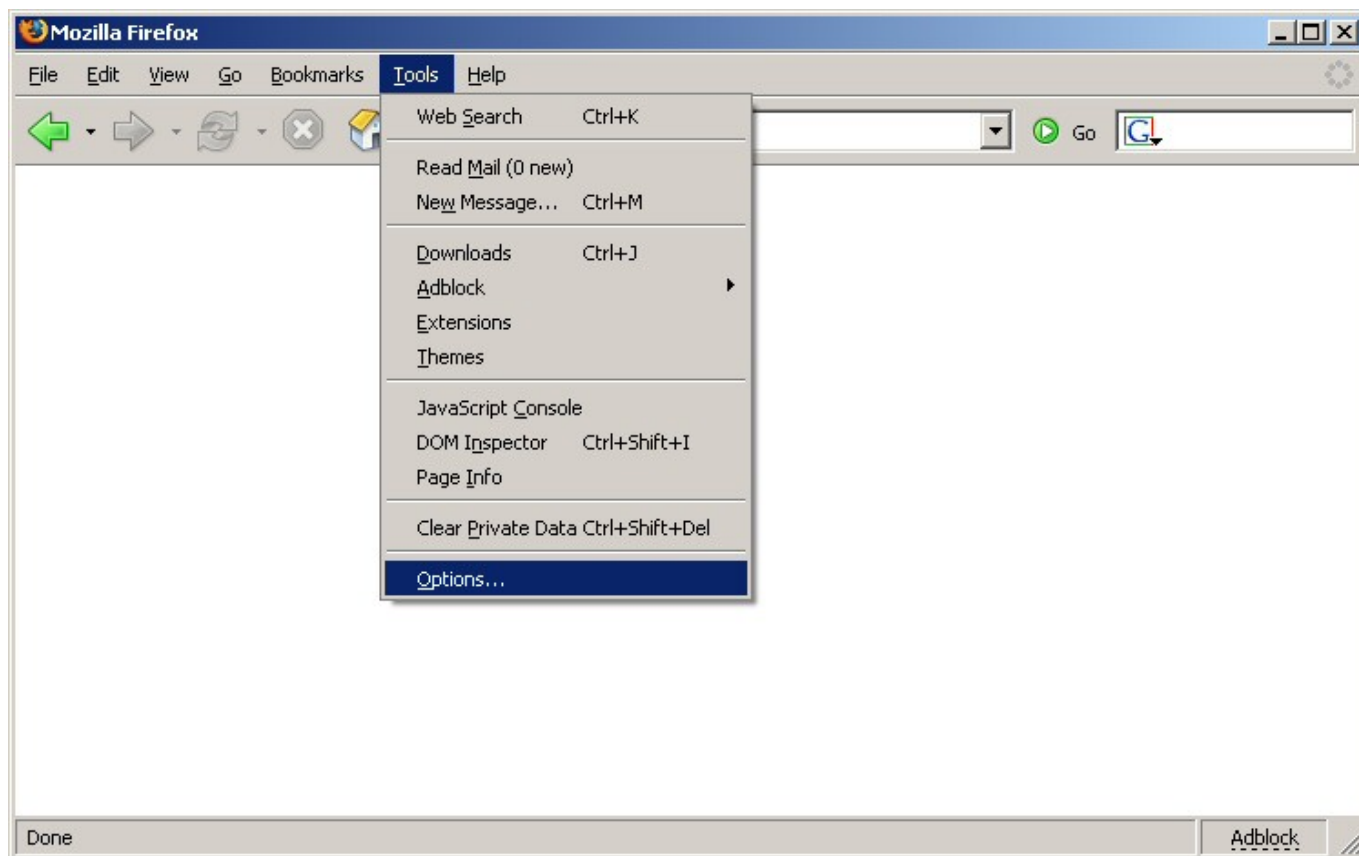 Mozilla Firefox
File Edit View Go Bookmarks Tools Help
Go G
Web Search Ctrl+K
Read Mail (0 new)
New Message... Ctrl+M
Downloads Ctrl+J
Adblock
Extensions
Themes
JavaScript Console
DOM Inspector Ctrl+Shift+I
Page Info
Clear Private Data Ctrl+Shift+Del
Options...
Done Adblock